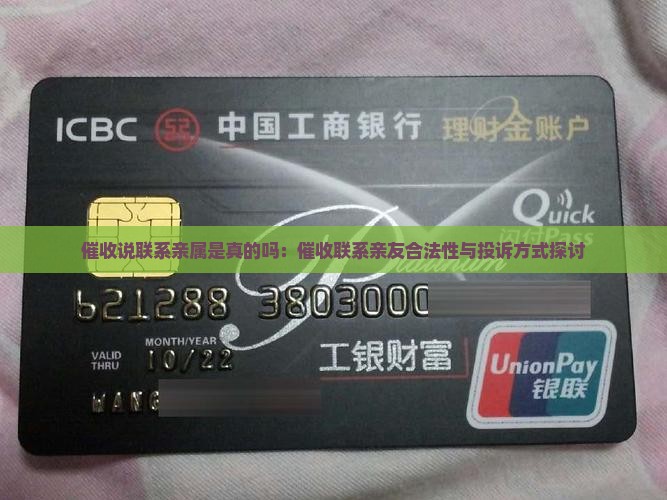 ICBC 中国工商银行 理财金账户
Quick
闪付Pass
催收说联系亲属是真的吗：催收联系亲友合法性与投诉方式探讨
Platinum
621288 3803000
MONTH/YEAR
VALID THRU 10/22
工银财富
UnionPay
银联
WANG